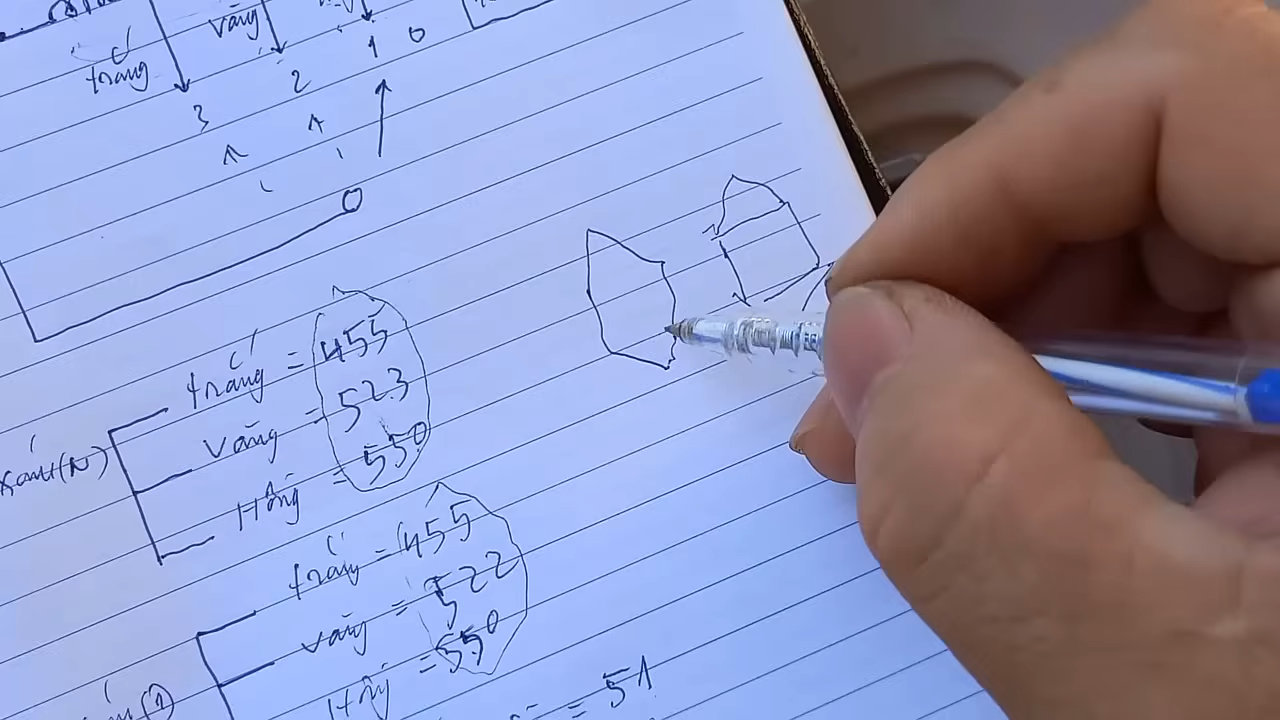 trắng
vàng
1 0
2
3
trắng = 455
vàng = 523
Hồng = 550
trắng = 455
vàng = 522
Hồng = 550
= 51